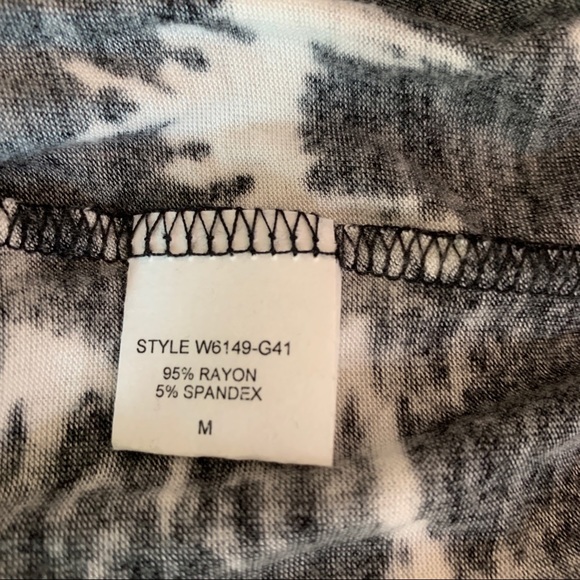 STYLE W6149-G41
95% RAYON
5% SPANDEX
M